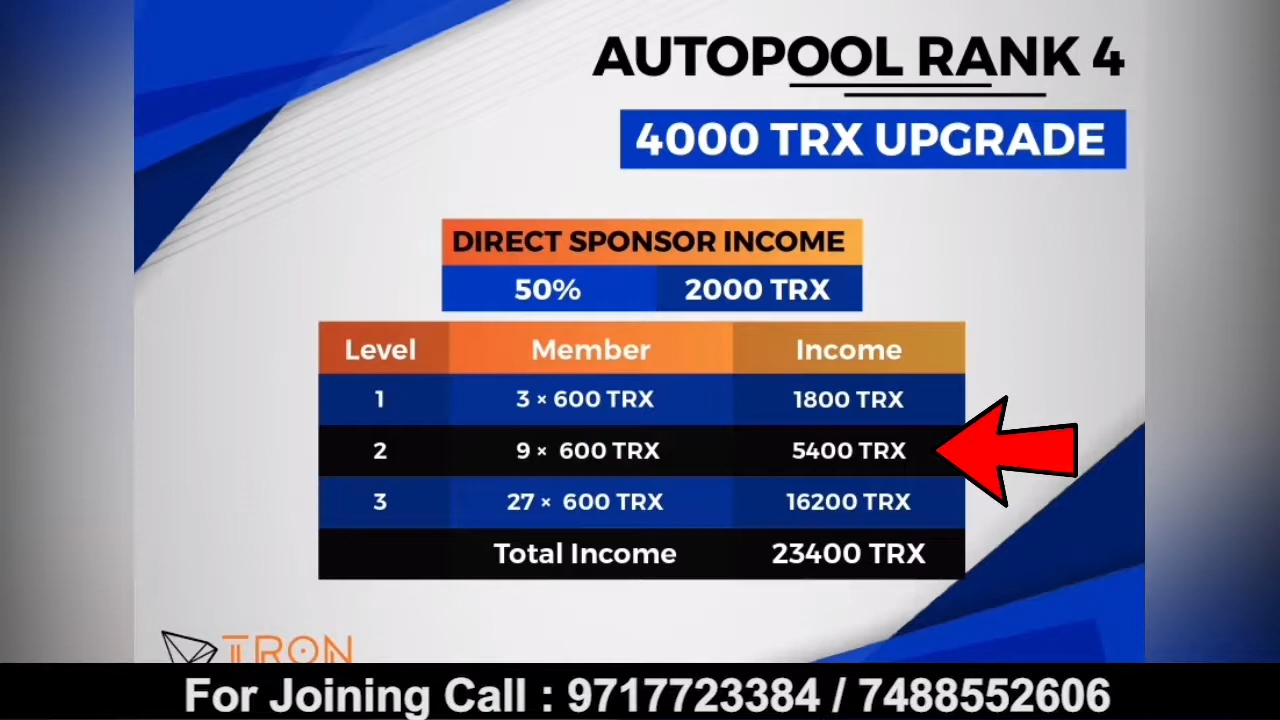 AUTOPOOL RANK 4
4000 TRX UPGRADE
DIRECT SPONSOR INCOME
50% 2000 TRX
Level Member Income
1 3 × 600 TRX 1800 TRX
2 9 × 600 TRX 5400 TRX
3 27 × 600 TRX 16200 TRX
Total Income 23400 TRX
TRON
For Joining Call : 9717723384 / 7488552606